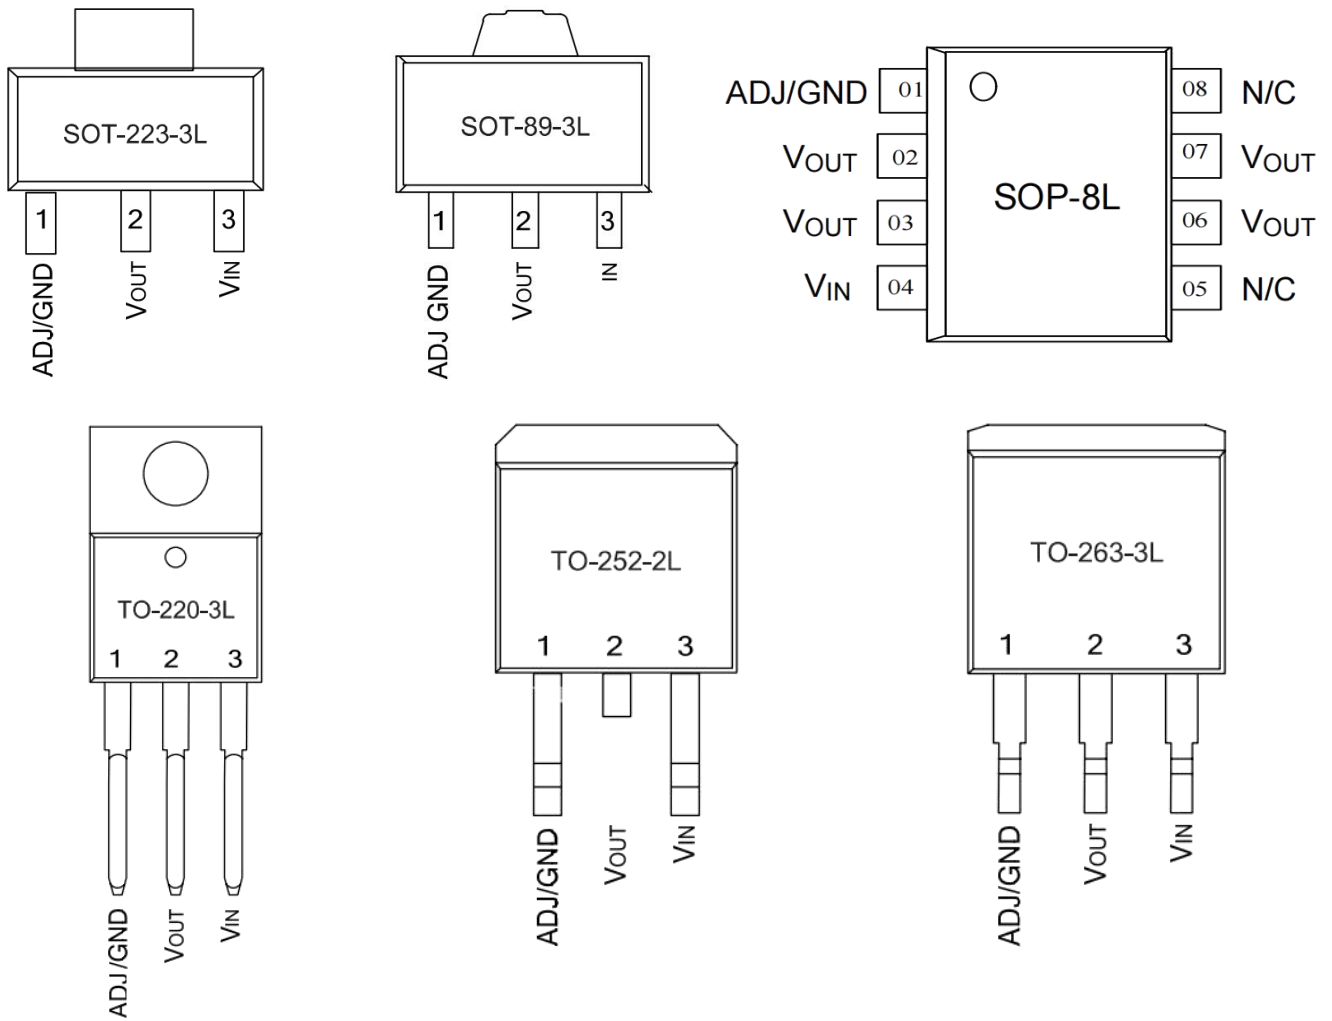 SOT-223-3L
1 2 3
ADJ/GND
VOUT
VIN
SOT-89-3L
1 2 3
ADJ GND
VOUT
IN
ADJ/GND 01
VOUT 02
VOUT 03
VIN 04
SOP-8L
08 N/C
07 VOUT
06 VOUT
05 N/C
TO-220-3L
1 2 3
ADJ/GND
VOUT
VIN
TO-252-2L
1 2 3
ADJ/GND
VOUT
VIN
TO-263-3L
1 2 3
ADJ/GND
VOUT
VIN